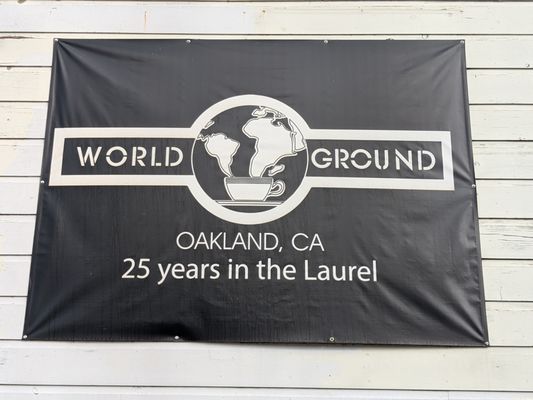 WORLD GROUND
OAKLAND, CA
25 years in the Laurel